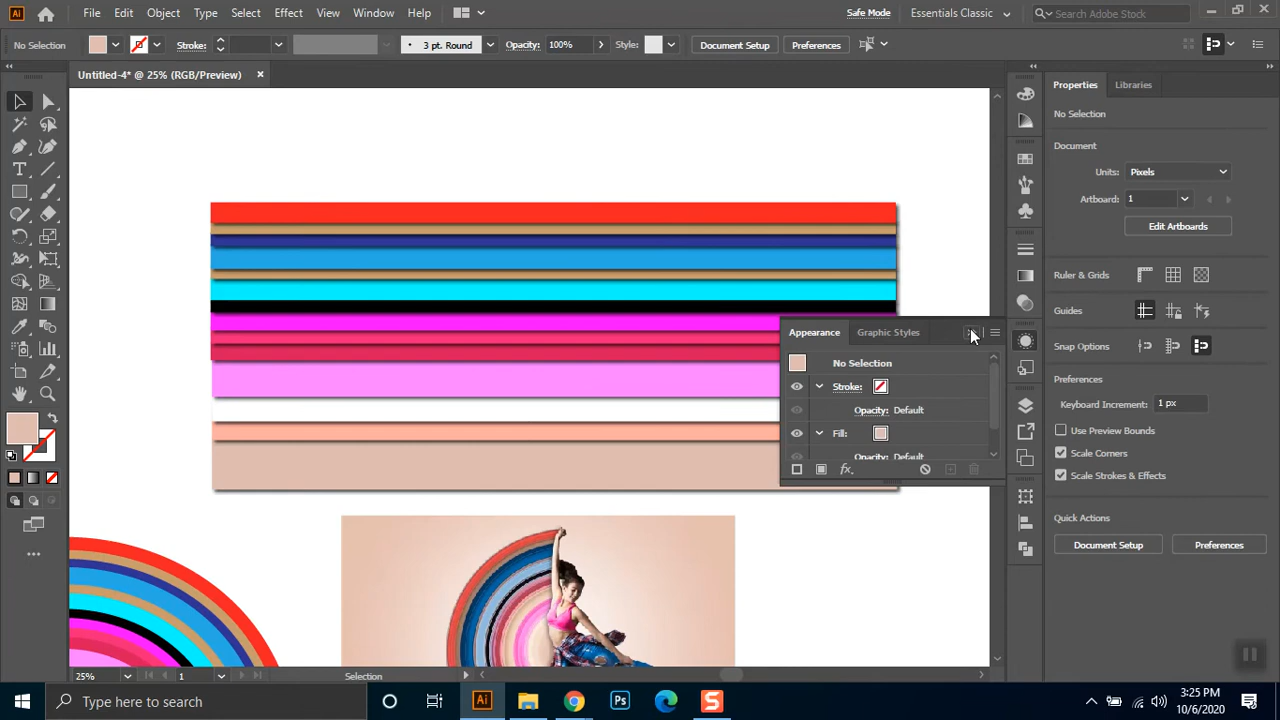 Ai File Edit Object Type Select Effect View Window Help Safe Mode Essentials Classic Search Adobe Stock
No Selection Stroke: 3 pt. Round Opacity: 100% Style: Document Setup Preferences
Untitled-4* @ 25% (RGB/Preview)
Properties Libraries
No Selection
Document
Units: Pixels
Artboard: 1
Edit Artboards
Ruler & Grids
Guides
Snap Options
Preferences
Keyboard Increment: 1 px
Use Preview Bounds
Scale Corners
Scale Strokes & Effects
Quick Actions
Document Setup Preferences
Appearance Graphic Styles
No Selection
Stroke:
Opacity: Default
Fill:
Opacity: Default
fx.
25% 1 Selection
Type here to search
Ai Ps S
3:25 PM
10/6/2020